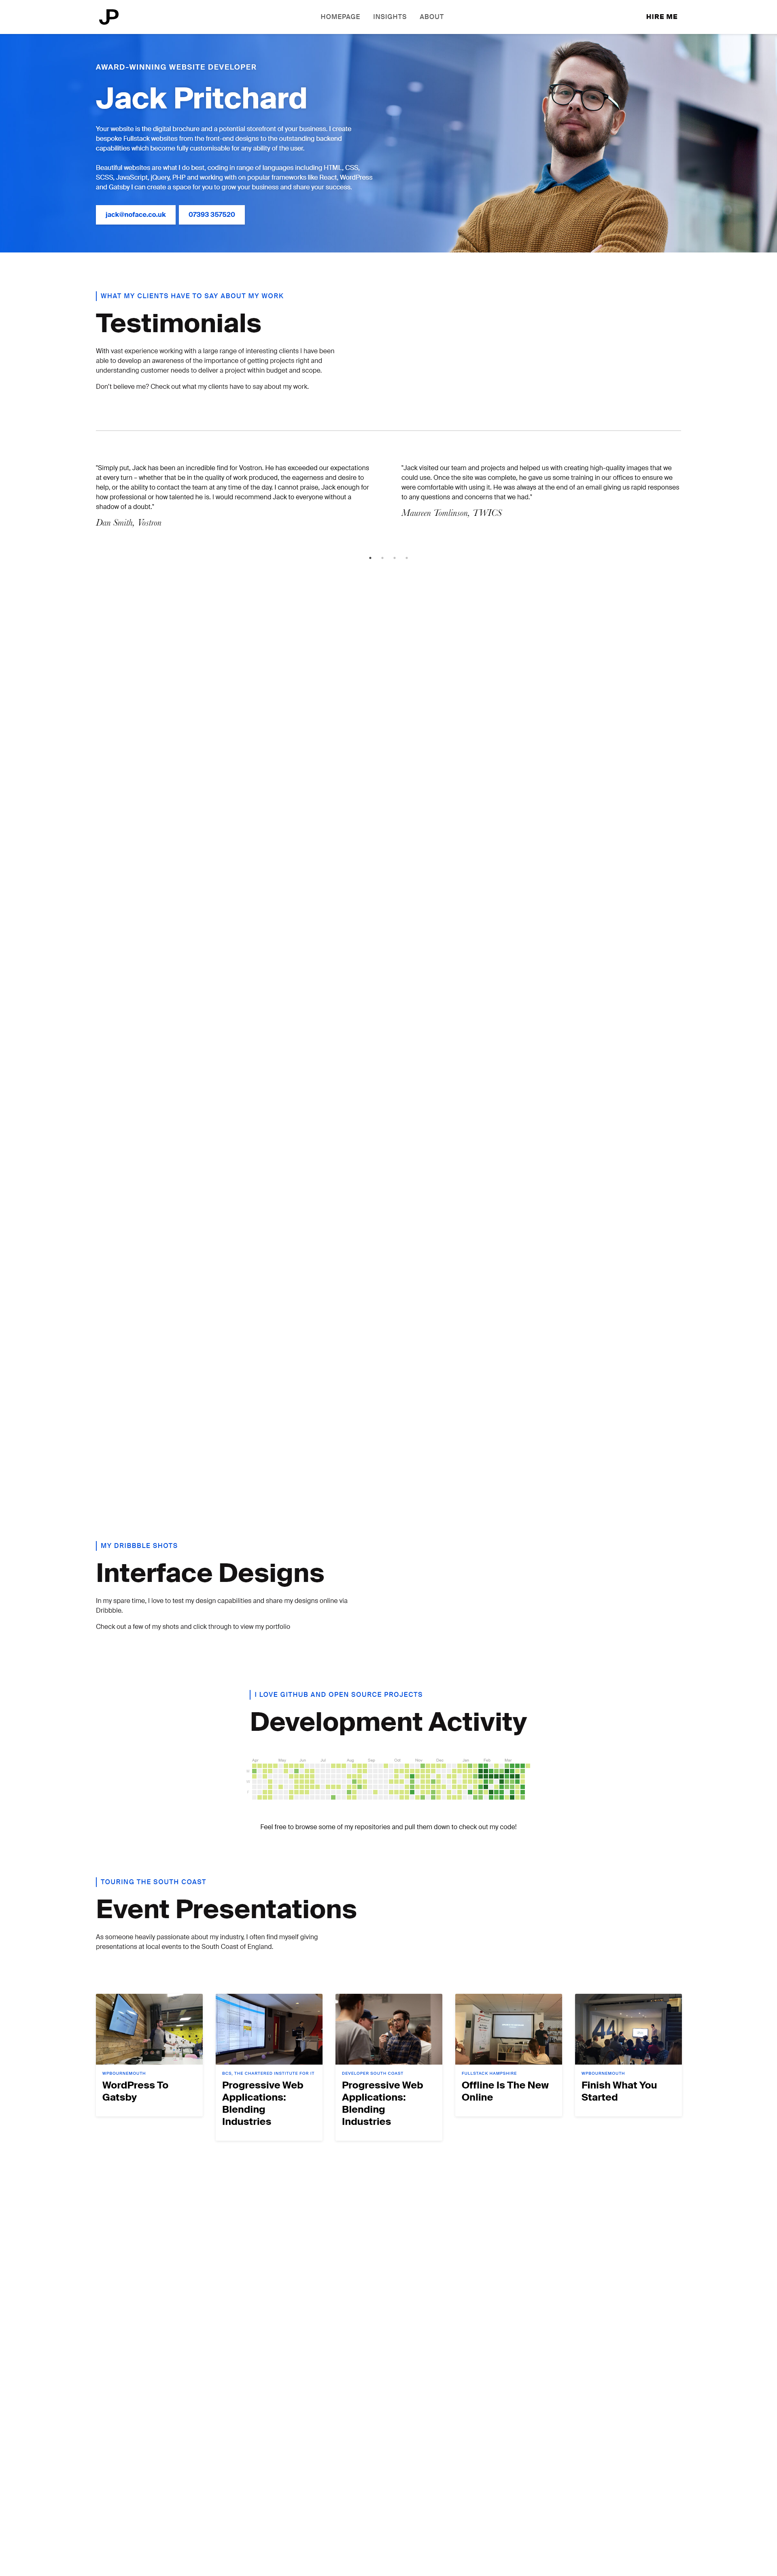 JP
HOMEPAGE INSIGHTS ABOUT HIRE ME
AWARD-WINNING WEBSITE DEVELOPER
Jack Pritchard
Your website is the digital brochure and a potential storefront of your business. I create
bespoke Fullstack websites from the front-end designs to the outstanding backend
capabilities which become fully customisable for any ability of the user.
Beautiful websites are what I do best, coding in range of languages including HTML, CSS,
SCSS, JavaScript, jQuery, PHP and working with on popular frameworks like React, WordPress
and Gatsby I can create a space for you to grow your business and share your success.
jack@noface.co.uk 07393 357520
WHAT MY CLIENTS HAVE TO SAY ABOUT MY WORK
Testimonials
With vast experience working with a large range of interesting clients I have been
able to develop an awareness of the importance of getting projects right and
understanding customer needs to deliver a project within budget and scope.
Don't believe me? Check out what my clients have to say about my work.
"Simply put, Jack has been an incredible find for Vostron. He has exceeded our expectations
at every turn – whether that be in the quality of work produced, the eagerness and desire to
help, or the ability to contact the team at any time of the day. I cannot praise, Jack enough for
how professional or how talented he is. I would recommend Jack to everyone without a
shadow of a doubt."
Dan Smith, Vostron
"Jack visited our team and projects and helped us with creating high-quality images that we
could use. Once the site was complete, he gave us some training in our offices to ensure we
were comfortable with using it. He was always at the end of an email giving us rapid responses
to any questions and concerns that we had."
Maureen Tomlinson, TWICS
MY DRIBBBLE SHOTS
Interface Designs
In my spare time, I love to test my design capabilities and share my designs online via
Dribbble.
Check out a few of my shots and click through to view my portfolio
I LOVE GITHUB AND OPEN SOURCE PROJECTS
Development Activity
Apr May Jun Jul Aug Sep Oct Nov Dec Jan Feb Mar
Feel free to browse some of my repositories and pull them down to check out my code!
TOURING THE SOUTH COAST
Event Presentations
As someone heavily passionate about my industry, I often find myself giving
presentations at local events to the South Coast of England.
WPBOURNEMOUTH
WordPress To
Gatsby
BCS, THE CHARTERED INSTITUTE FOR IT
Progressive Web
Applications:
Blending
Industries
DEVELOPER SOUTH COAST
Progressive Web
Applications:
Blending
Industries
FULLSTACK HAMPSHIRE
Offline Is The New
Online
44
WPBOURNEMOUTH
Finish What You
Started